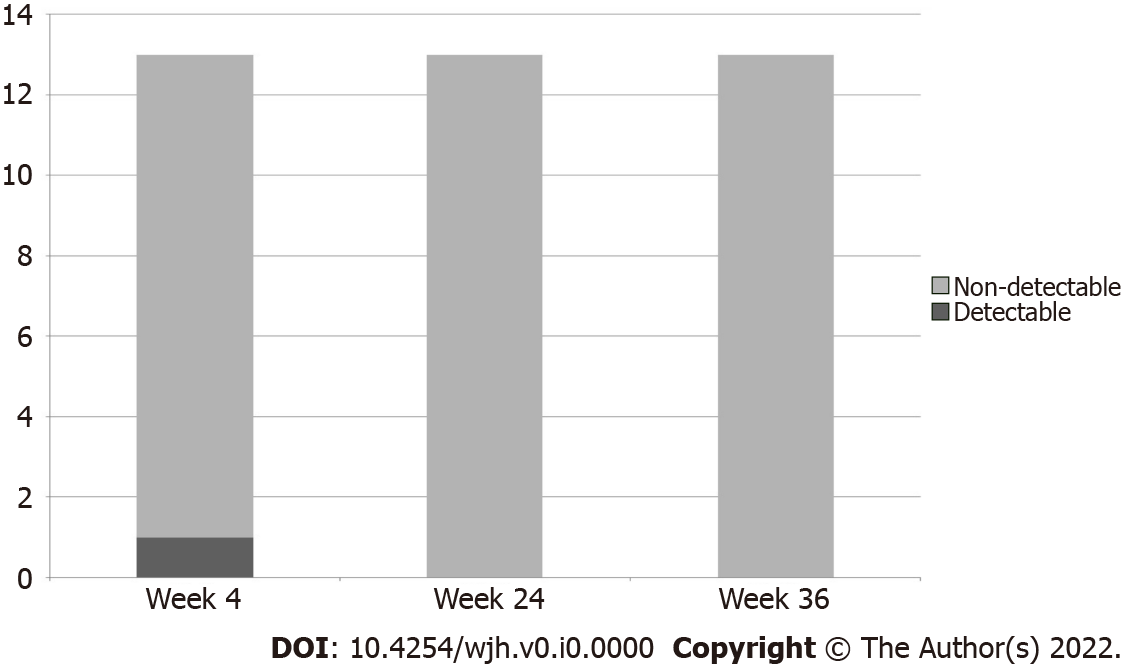 14
12
10
8
6
4
2
0
Week 4 Week 24 Week 36
Non-detectable
Detectable
DOI: 10.4254/wjh.v0.i0.0000 Copyright © The Author(s) 2022.